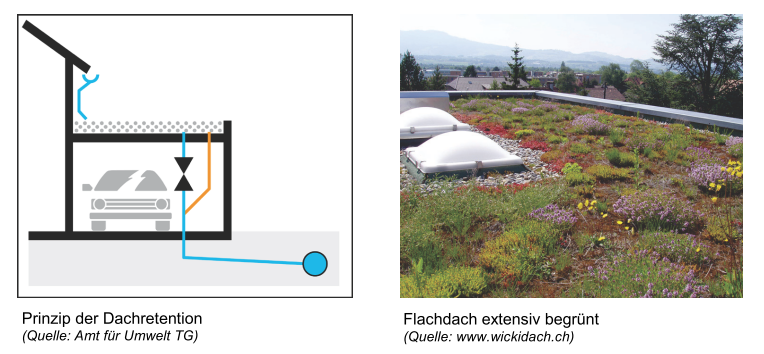 Prinzip der Dachretention
(Quelle: Amt für Umwelt TG)
Flachdach extensiv begrünt
(Quelle: www.wickidach.ch)